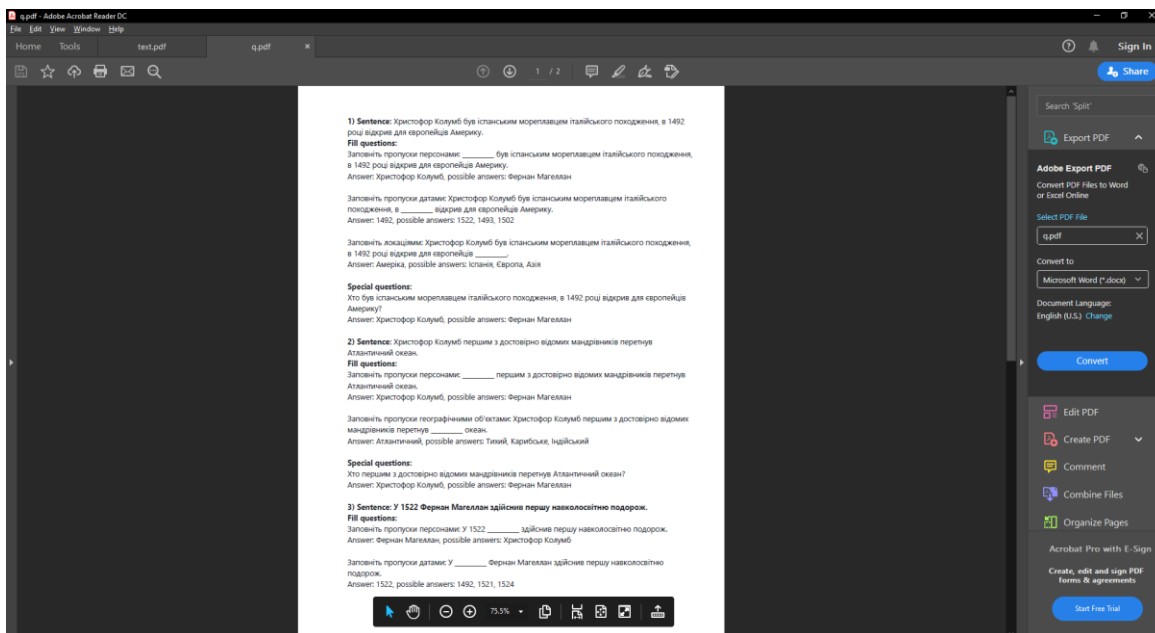 q.pdf - Adobe Acrobat Reader DC
File Edit View Window Help
Home Tools text.pdf q.pdf × Sign In
1 / 2
Share
1) Sentence: Христофор Колумб був іспанським мореплавцем італійського походження, в 1492
році відкрив для європейців Америку.
Fill questions:
Заповніть пропуски персонами: ________ був іспанським мореплавцем італійського походження,
в 1492 році відкрив для європейців Америку.
Answer: Христофор Колумб, possible answers: Фернан Магеллан
Заповніть пропуски датами: Христофор Колумб був іспанським мореплавцем італійського
походження, в ________ відкрив для європейців Америку.
Answer: 1492, possible answers: 1522, 1493, 1502
Заповніть локаціямм: Христофор Колумб був іспанським мореплавцем італійського походження,
в 1492 році відкрив для європейців ________.
Answer: Америка, possible answers: Іспанія, Європа, Азія
Special questions:
Хто був іспанським мореплавцем італійського походження, в 1492 році відкрив для європейців
Америку?
Answer: Христофор Колумб, possible answers: Фернан Магеллан
2) Sentence: Христофор Колумб першим з достовірно відомих мандрівників перетнув
Атлантичний океан.
Fill questions:
Заповніть пропуски персонами: ________ першим з достовірно відомих мандрівників перетнув
Атлантичний океан.
Answer: Христофор Колумб, possible answers: Фернан Магеллан
Заповніть пропуски географічними об'єктами: Христофор Колумб першим з достовірно відомих
мандрівників перетнув ________ океан.
Answer: Атлантичний, possible answers: Тихий, Карибське, Індійський
Special questions:
Хто першим з достовірно відомих мандрівників перетнув Атлантичний океан?
Answer: Христофор Колумб, possible answers: Фернан Магеллан
3) Sentence: У 1522 Фернан Магеллан здійснив першу навколосвітню подорож.
Fill questions:
Заповніть пропуски персонами: У 1522 ________ здійснив першу навколосвітню подорож.
Answer: Фернан Магеллан, possible answers: Христофор Колумб
Заповніть пропуски датами: У ________ Фернан Магеллан здійснив першу навколосвітню
подорож.
Answer: 1522, possible answers: 1492, 1521, 1524
75.5%
Search 'Split'
Export PDF
Adobe Export PDF
Convert PDF Files to Word
or Excel Online
Select PDF File
q.pdf ×
Convert to
Microsoft Word (*.docx)
Document Language:
English (U.S.) Change
Convert
Edit PDF
Create PDF
Comment
Combine Files
Organize Pages
Acrobat Pro with E-Sign
Create, edit and sign PDF
forms & agreements
Start Free Trial